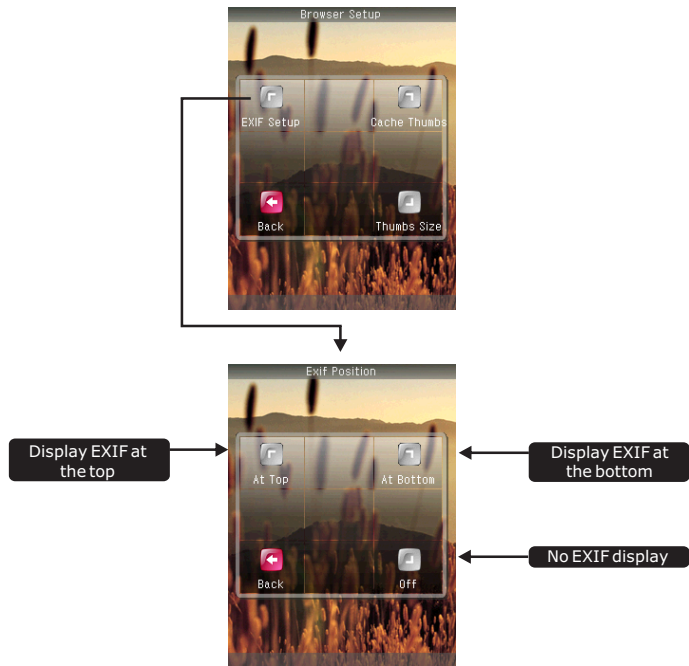 Browser Setup
EXIF Setup
Cache Thumbs
Back
Thumbs Size
Exif Position
Display EXIF at
the top
At Top
At Bottom
Display EXIF at
the bottom
Back
Off
No EXIF display